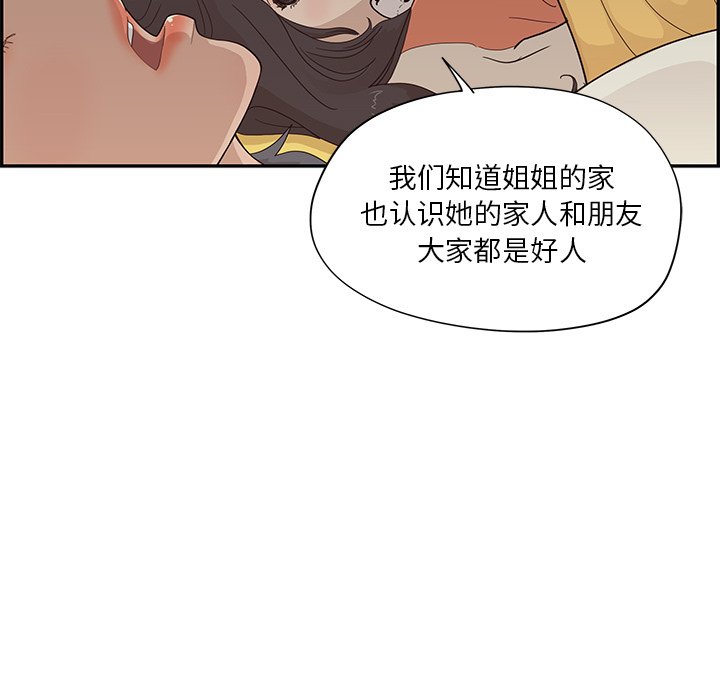 我们知道姐姐的家
也认识她的家人和朋友
大家都是好人